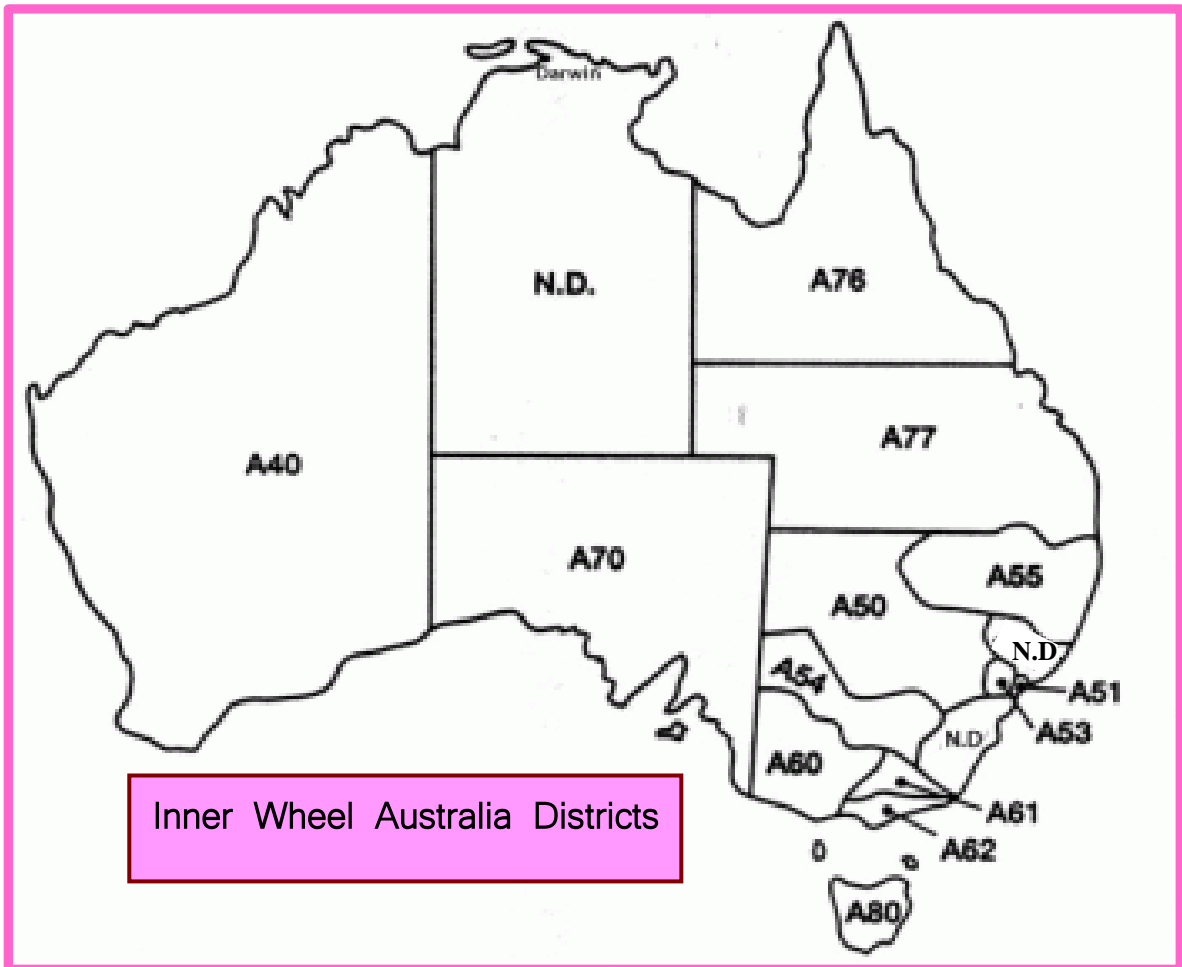 Darwin
N.D.
A76
A77
A40
A70
A55
A50
N.D
A54
A51
N.D
A53
A60
Inner Wheel Australia Districts
A61
A62
A80